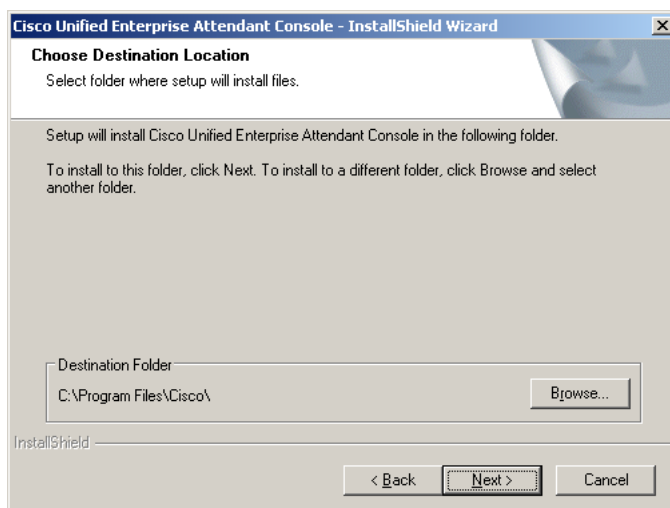 Cisco Unified Enterprise Attendant Console - InstallShield Wizard
Choose Destination Location
Select folder where setup will install files.
Setup will install Cisco Unified Enterprise Attendant Console in the following folder.
To install to this folder, click Next. To install to a different folder, click Browse and select
another folder.
Destination Folder
C:\Program Files\Cisco\
Browse...
InstallShield
< Back
Next >
Cancel